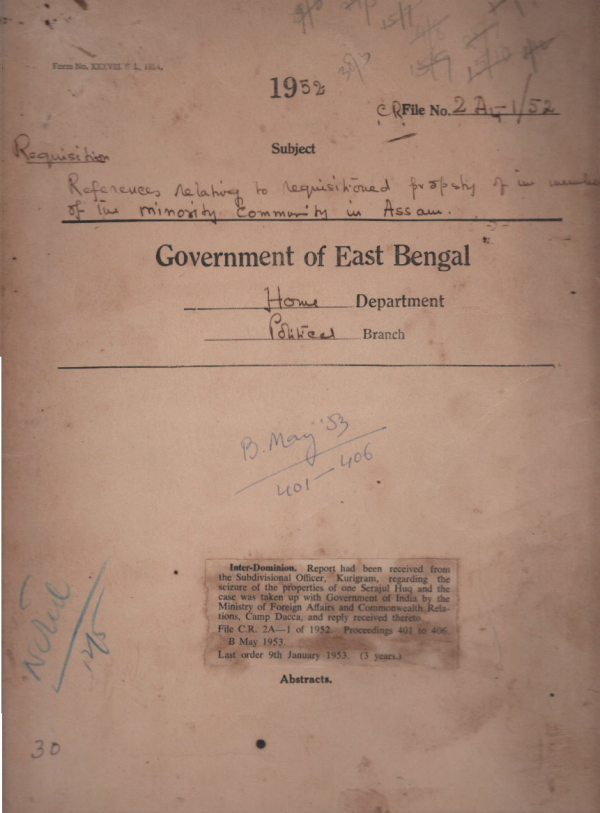 Form No. XXXVIII
1952
C.R. File No. 2A-1/52
Requisition
Subject
References relating to requisitioned property of
of the minority Community in Assam.
Government of East Bengal
Home Department
Political Branch
B. May '53
401-406
Inter-Dominion. Report had been received from
the Subdivisional Officer, Kurigram, regarding the
seizure of the properties of one Serajul Huq and the
case was taken up with Government of India by the
Ministry of Foreign Affairs and Commonwealth Rela-
tions, Camp Dacca, and reply received thereto.
File C.R. 2A—1 of 1952. Proceedings 401 to 406.
B May 1953.
Last order 9th January 1953. (3 years.)
Abstracts.
Noted
12/5
30